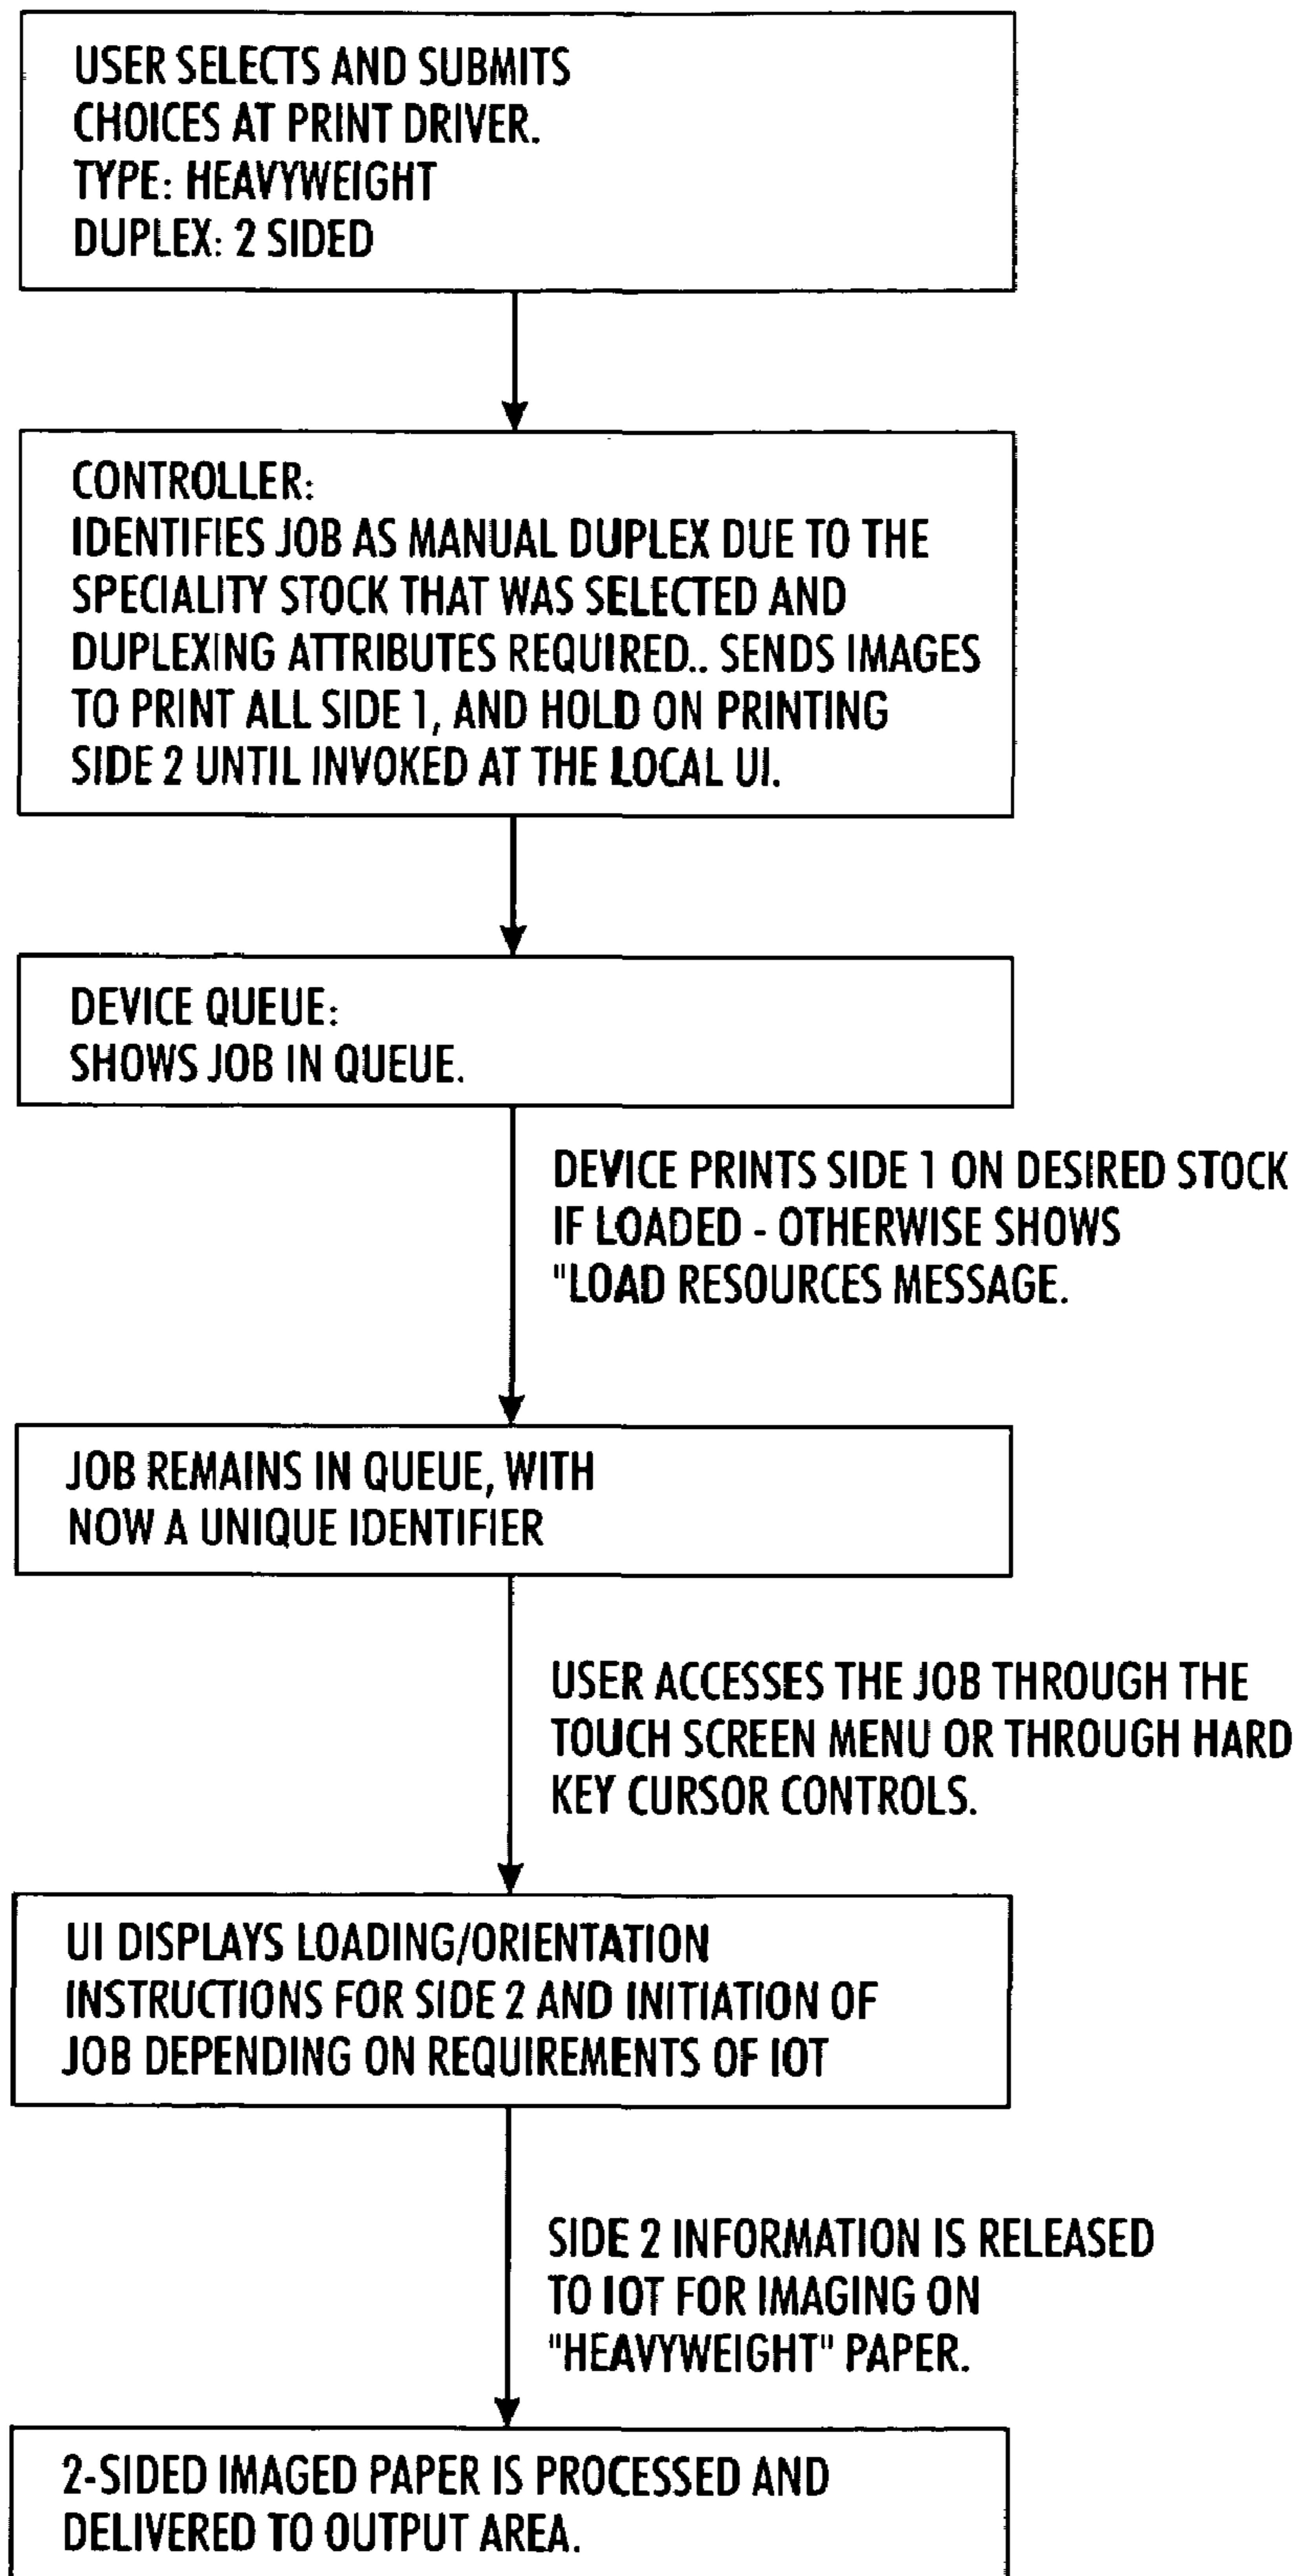 USER SELECTS AND SUBMITS
CHOICES AT PRINT DRIVER.
TYPE: HEAVYWEIGHT
DUPLEX: 2 SIDED
CONTROLLER:
IDENTIFIES JOB AS MANUAL DUPLEX DUE TO THE
SPECIALITY STOCK THAT WAS SELECTED AND
DUPLEXING ATTRIBUTES REQUIRED.. SENDS IMAGES
TO PRINT ALL SIDE 1, AND HOLD ON PRINTING
SIDE 2 UNTIL INVOKED AT THE LOCAL UI.
DEVICE QUEUE:
SHOWS JOB IN QUEUE.
DEVICE PRINTS SIDE 1 ON DESIRED STOCK
IF LOADED - OTHERWISE SHOWS
"LOAD RESOURCES MESSAGE.
JOB REMAINS IN QUEUE, WITH
NOW A UNIQUE IDENTIFIER
USER ACCESSES THE JOB THROUGH THE
TOUCH SCREEN MENU OR THROUGH HARD
KEY CURSOR CONTROLS.
UI DISPLAYS LOADING/ORIENTATION
INSTRUCTIONS FOR SIDE 2 AND INITIATION OF
JOB DEPENDING ON REQUIREMENTS OF IOT
SIDE 2 INFORMATION IS RELEASED
TO IOT FOR IMAGING ON
"HEAVYWEIGHT" PAPER.
2-SIDED IMAGED PAPER IS PROCESSED AND
DELIVERED TO OUTPUT AREA.